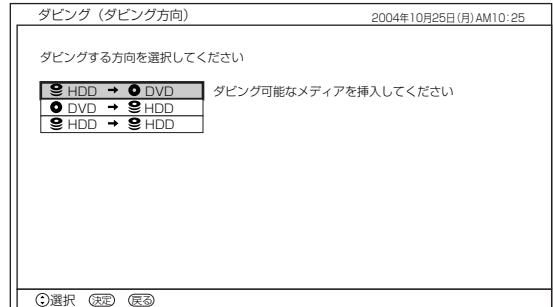 ダビング（ダビング方向） 2004年10月25日(月)AM10:25
ダビングする方向を選択してください
HDD → DVD ダビング可能なメディアを挿入してください
DVD → HDD
HDD → HDD
選択 決定 戻る